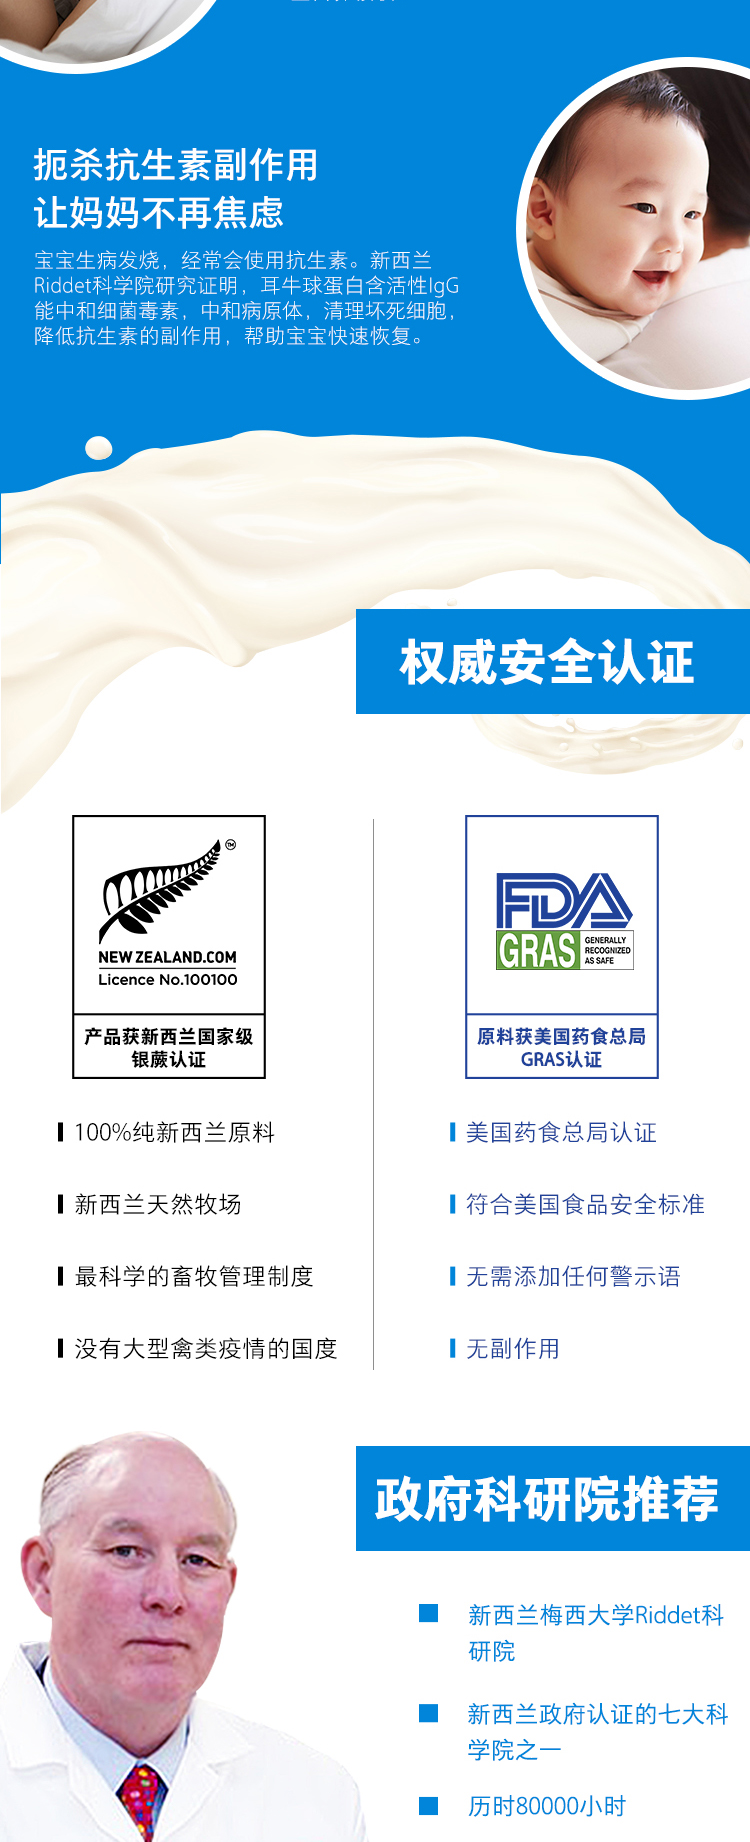 扼杀抗生素副作用
让妈妈不再焦虑
宝宝生病发烧，经常会使用抗生素。新西兰
Riddet科学院研究证明，耳牛球蛋白含活性IgG
能中和细菌毒素，中和病原体，清理坏死细胞，
降低抗生素的副作用，帮助宝宝快速恢复。
权威安全认证
TM
NEW ZEALAND.COM
Licence No.100100
产品获新西兰国家级
银蕨认证
100%纯新西兰原料
新西兰天然牧场
最科学的畜牧管理制度
没有大型禽类疫情的国度
FDA
GRAS
GENERALLY
RECOGNIZED
AS SAFE
原料获美国药食总局
GRAS认证
美国药食总局认证
符合美国食品安全标准
无需添加任何警示语
无副作用
政府科研院推荐
新西兰梅西大学Riddet科
研院
新西兰政府认证的七大科
学院之一
历时80000小时